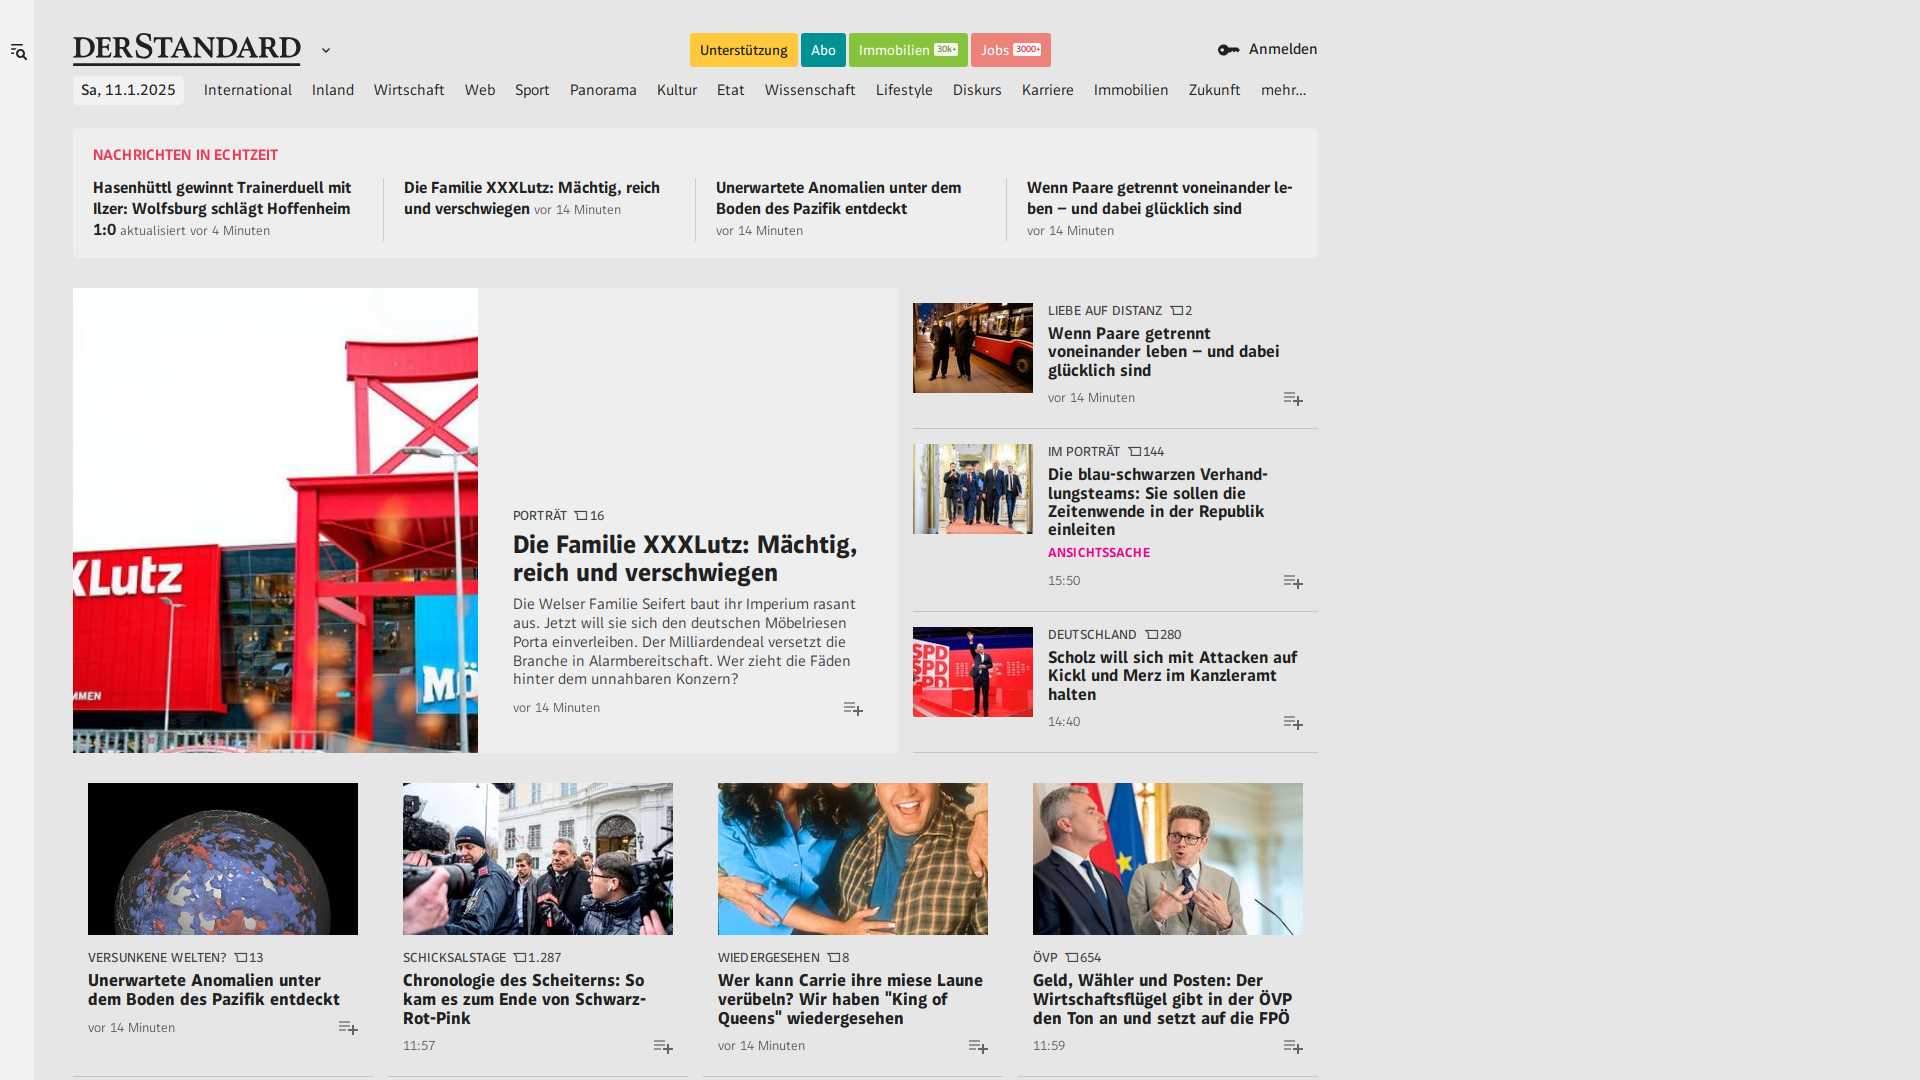 DERSTANDARD
Unterstützung
Abo
Immobilien 30k+
Jobs 3000+
Anmelden
Sa, 11.1.2025
International
Inland
Wirtschaft
Web
Sport
Panorama
Kultur
Etat
Wissenschaft
Lifestyle
Diskurs
Karriere
Immobilien
Zukunft
mehr…
NACHRICHTEN IN ECHTZEIT
Hasenhüttl gewinnt Trainerduell mit
Ilzer: Wolfsburg schlägt Hoffenheim
1:0 aktualisiert vor 4 Minuten
Die Familie XXXLutz: Mächtig, reich
und verschwiegen vor 14 Minuten
Unerwartete Anomalien unter dem
Boden des Pazifik entdeckt
vor 14 Minuten
Wenn Paare getrennt voneinander le-
ben – und dabei glücklich sind
vor 14 Minuten
XLutz
MÖ
MMEN
PORTRÄT 16
Die Familie XXXLutz: Mächtig,
reich und verschwiegen
Die Welser Familie Seifert baut ihr Imperium rasant
aus. Jetzt will sie sich den deutschen Möbelriesen
Porta einverleiben. Der Milliardendeal versetzt die
Branche in Alarmbereitschaft. Wer zieht die Fäden
hinter dem unnahbaren Konzern?
vor 14 Minuten
LIEBE AUF DISTANZ 2
Wenn Paare getrennt
voneinander leben – und dabei
glücklich sind
vor 14 Minuten
IM PORTRÄT 144
Die blau-schwarzen Verhand-
lungsteams: Sie sollen die
Zeitenwende in der Republik
einleiten
ANSICHTSSACHE
15:50
SPD
SPD
SPD
DEUTSCHLAND 280
Scholz will sich mit Attacken auf
Kickl und Merz im Kanzleramt
halten
14:40
VERSUNKENE WELTEN? 13
Unerwartete Anomalien unter
dem Boden des Pazifik entdeckt
vor 14 Minuten
SCHICKSALSTAGE 1.287
Chronologie des Scheiterns: So
kam es zum Ende von Schwarz-
Rot-Pink
11:57
WIEDERGESEHEN 8
Wer kann Carrie ihre miese Laune
verübeln? Wir haben "King of
Queens" wiedergesehen
vor 14 Minuten
ÖVP 654
Geld, Wähler und Posten: Der
Wirtschaftsflügel gibt in der ÖVP
den Ton an und setzt auf die FPÖ
11:59